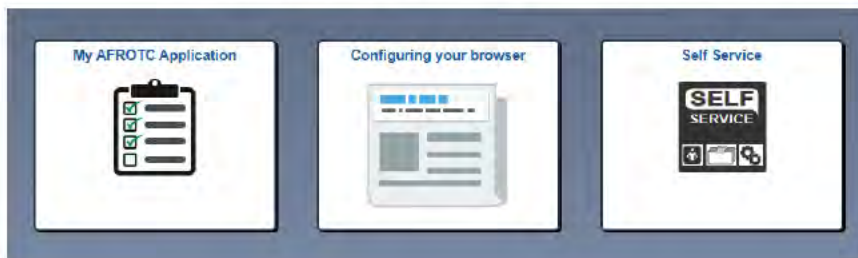 My AFROTC Application
Configuring your browser
Self Service
SELF
SERVICE